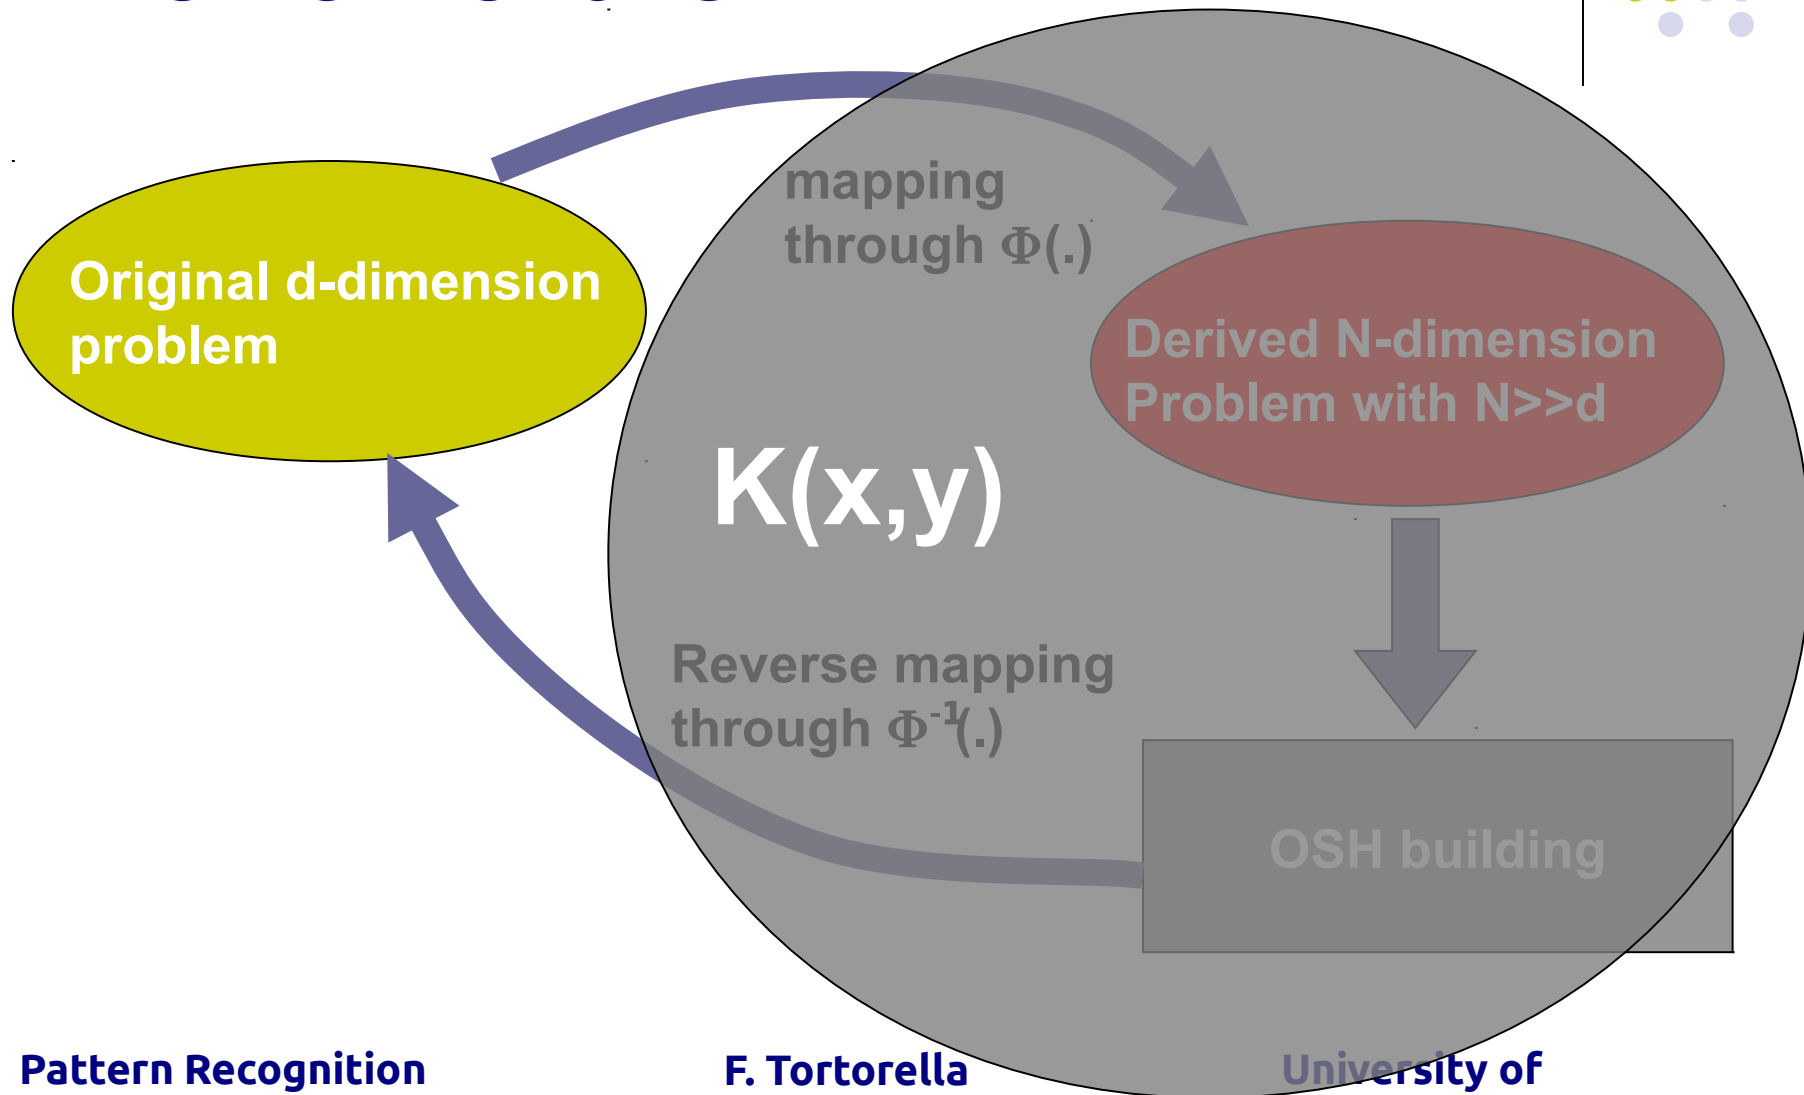 mapping
through Φ(.)
Original d-dimension
problem
Derived N-dimension
Problem with N>>d
K(x,y)
Reverse mapping
through Φ⁻¹(.)
OSH building
Pattern Recognition
F. Tortorella
University of